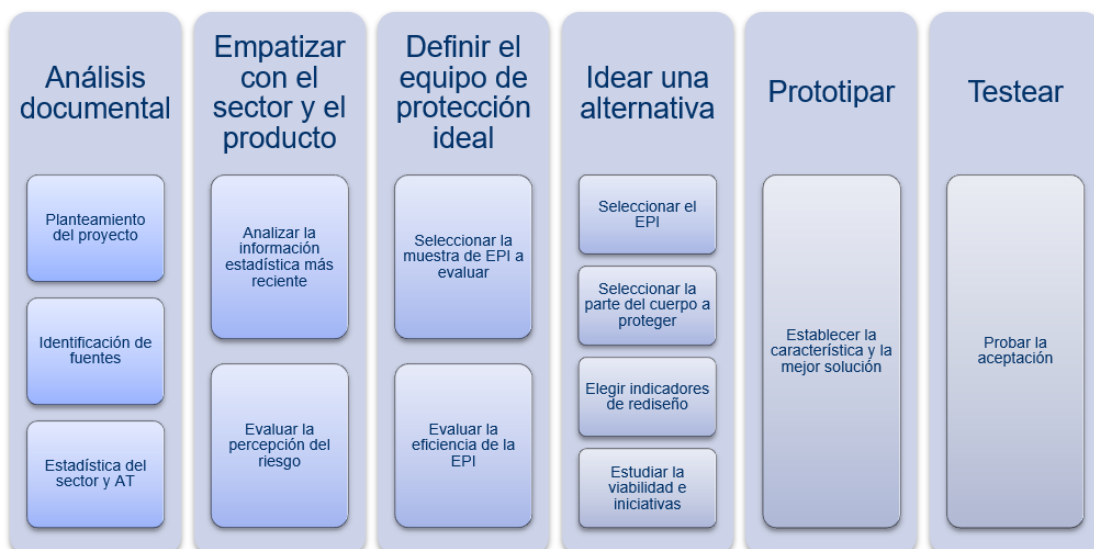 Análisis
documental
Planteamiento
del proyecto
Identificación de
fuentes
Estadística del
sector y AT
Empatizar
con el
sector y el
producto
Analizar la
información
estadística más
reciente
Evaluar la
percepción del
riesgo
Definir el
equipo de
protección
ideal
Seleccionar la
muestra de EPI a
evaluar
Evaluar la
eficiencia de la
EPI
Idear una
alternativa
Seleccionar el
EPI
Seleccionar la
parte del cuerpo a
proteger
Elegir indicadores
de rediseño
Estudiar la
viabilidad e
iniciativas
Prototipar
Establecer la
característica y la
mejor solución
Testear
Probar la
aceptación